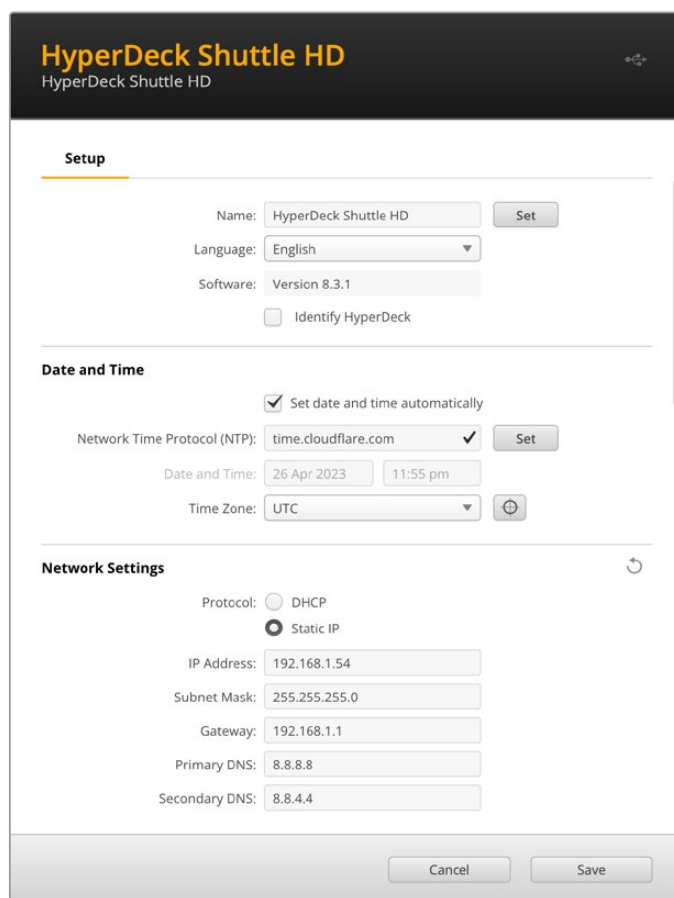 HyperDeck Shuttle HD
HyperDeck Shuttle HD
Setup
Name: HyperDeck Shuttle HD Set
Language: English
Software: Version 8.3.1
Identify HyperDeck
Date and Time
Set date and time automatically
Network Time Protocol (NTP): time.cloudflare.com Set
Date and Time: 26 Apr 2023 11:55 pm
Time Zone: UTC
Network Settings
Protocol: DHCP
Static IP
IP Address: 192.168.1.54
Subnet Mask: 255.255.255.0
Gateway: 192.168.1.1
Primary DNS: 8.8.8.8
Secondary DNS: 8.8.4.4
Cancel Save